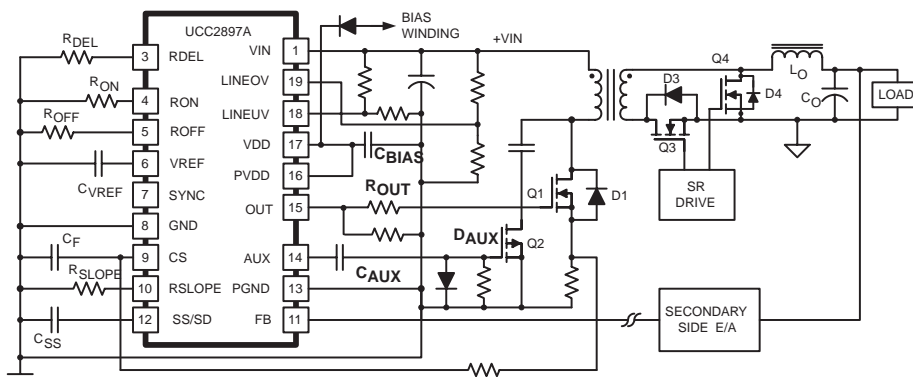 UCC2897A
BIAS
WINDING
+VIN
RDEL
3 RDEL
RON
4 RON
ROFF
5 ROFF
6 VREF
CVREF
7 SYNC
8 GND
CF
9 CS
RSLOPE
10 RSLOPE
12 SS/SD
CSS
VIN 1
LINEOV 19
LINEUV 18
VDD 17
CBIAS
PVDD 16
ROUT
OUT 15
AUX 14
CAUX
PGND 13
FB 11
DAUX
Q2
Q1
D1
D3
Q3
Q4
D4
LO
CO
LOAD
SR
DRIVE
SECONDARY
SIDE E/A